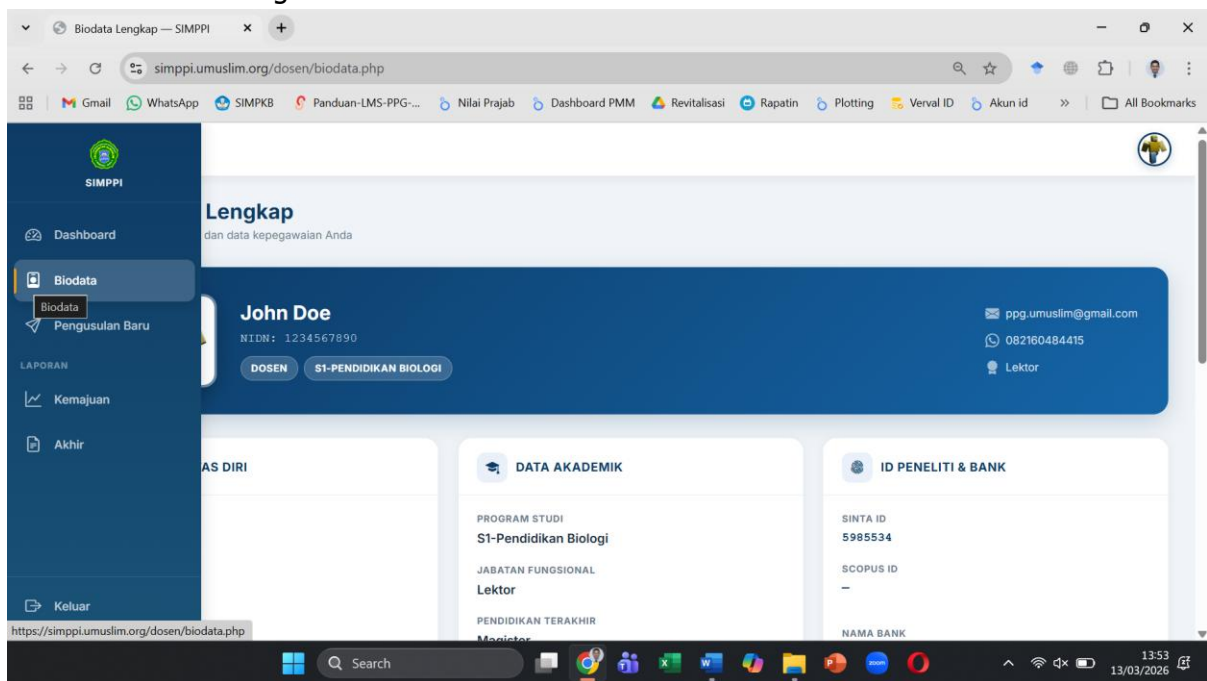 Biodata Lengkap — SIMPPI
simppi.umuslim.org/dosen/biodata.php
Gmail WhatsApp SIMPKB Panduan-LMS-PPG-... Nilai Prajab Dashboard PMM Revitalisasi Rapatin Plotting Verval ID Akun id » All Bookmarks
SIMPPI
Dashboard
Biodata
Biodata
Pengusulan Baru
LAPORAN
Kemajuan
Akhir
Keluar
https://simppi.umuslim.org/dosen/biodata.php
Lengkap
dan data kepegawaian Anda
John Doe
NIDN: 1234567890
DOSEN S1-PENDIDIKAN BIOLOGI
ppg.umuslim@gmail.com
082160484415
Lektor
AS DIRI
DATA AKADEMIK
PROGRAM STUDI
S1-Pendidikan Biologi
JABATAN FUNGSIONAL
Lektor
PENDIDIKAN TERAKHIR
Magister
ID PENELITI & BANK
SINTA ID
5985534
SCOPUS ID
—
NAMA BANK
Search
zoom
13:53
13/03/2026